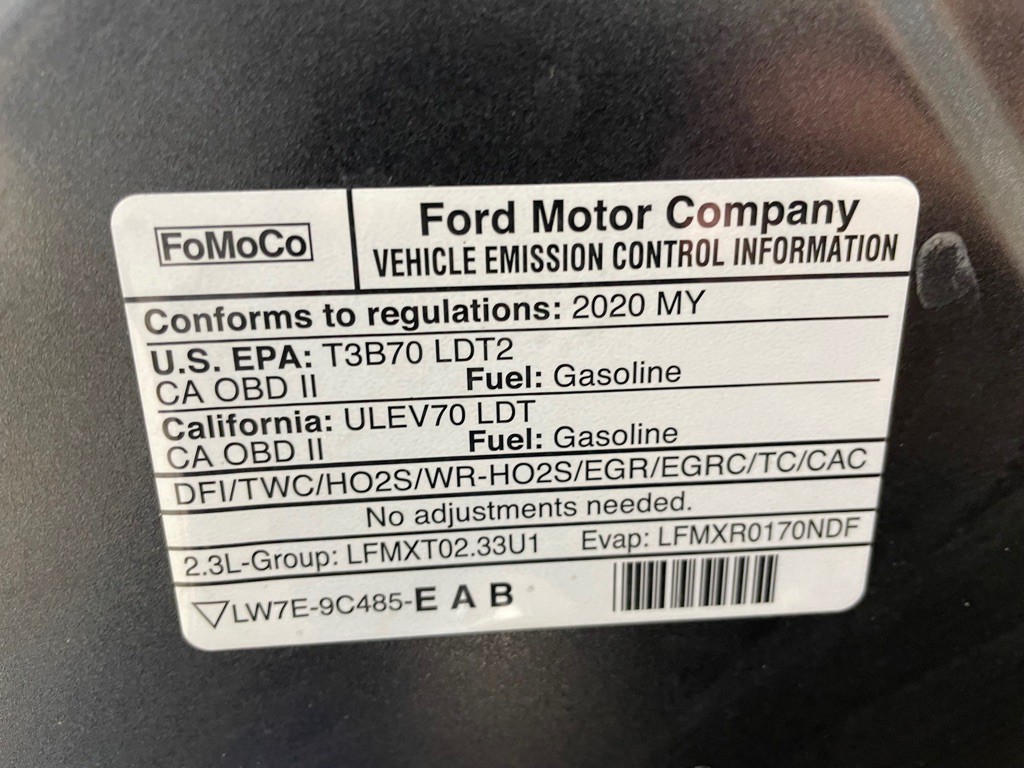 FoMoCo
Ford Motor Company
VEHICLE EMISSION CONTROL INFORMATION
Conforms to regulations: 2020 MY
U.S. EPA: T3B70 LDT2
CA OBD II Fuel: Gasoline
California: ULEV70 LDT
CA OBD II Fuel: Gasoline
DFI/TWC/HO2S/WR-HO2S/EGR/EGRC/TC/CAC
No adjustments needed.
2.3L-Group: LFMXT02.33U1 Evap: LFMXR0170NDF
LW7E-9C485-E A B